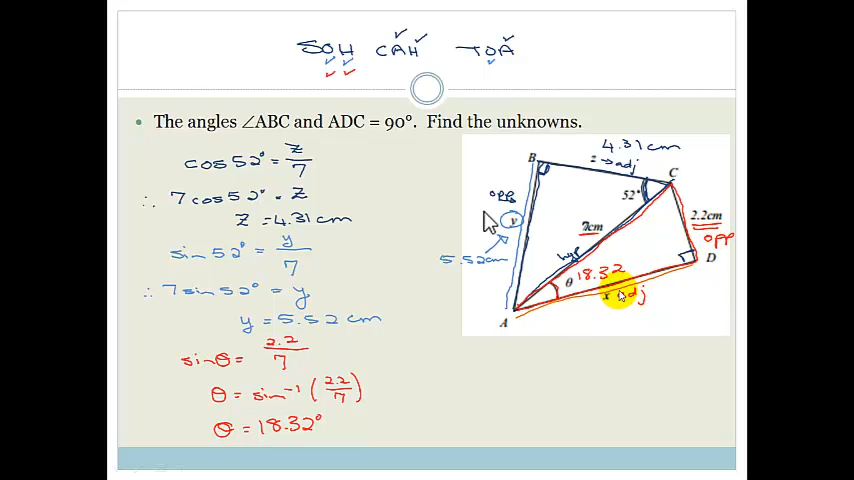 SOH CAH TOA
The angles ∠ABC and ADC = 90°. Find the unknowns.
cos 52° = z/7
∴ 7 cos 52° = z
z = 4.31 cm
sin 52° = y/7
∴ 7 sin 52° = y
y = 5.52 cm
sin θ = 2.2/7
θ = sin⁻¹ (2.2/7)
θ = 18.32°
4.31 cm
B
z → adj
C
opp
52°
y
7cm
2.2cm
opp
5.52cm
hyp
D
18.32
θ
x adj
A